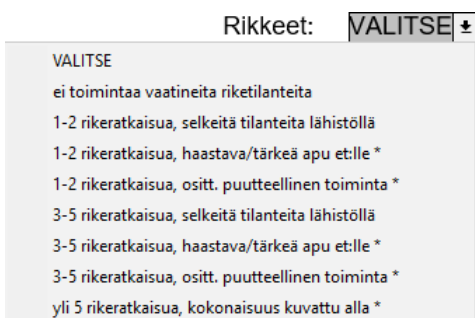 Rikkeet: VALITSE
VALITSE
ei toimintaa vaatineita riketilanteita
1-2 rikeratkaisua, selkeitä tilanteita lähistöllä
1-2 rikeratkaisua, haastava/tärkeä apu et:lle *
1-2 rikeratkaisua, ositt. puutteellinen toiminta *
3-5 rikeratkaisua, selkeitä tilanteita lähistöllä
3-5 rikeratkaisua, haastava/tärkeä apu et:lle *
3-5 rikeratkaisua, ositt. puutteellinen toiminta *
yli 5 rikeratkaisua, kokonaisuus kuvattu alla *